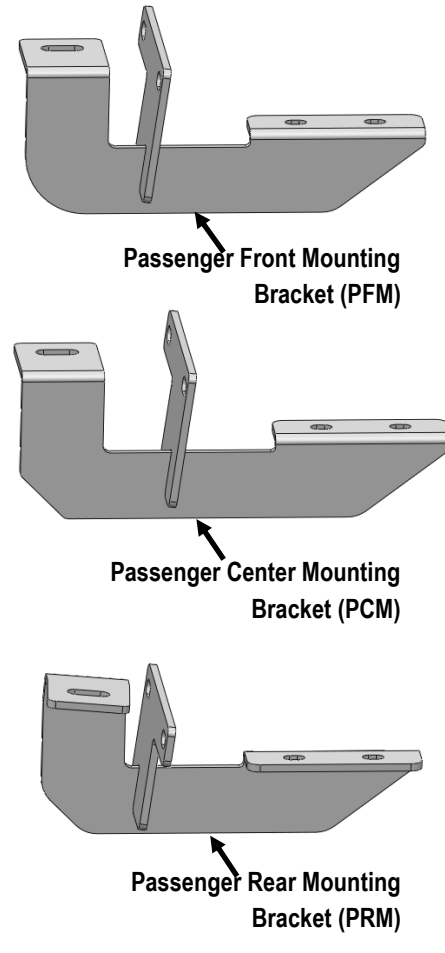 Passenger Front Mounting
Bracket (PFM)
Passenger Center Mounting
Bracket (PCM)
Passenger Rear Mounting
Bracket (PRM)